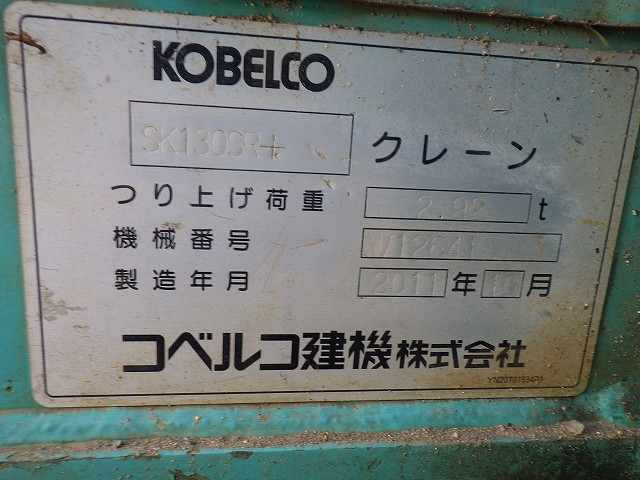 KOBELCO
SK130SR+ クレーン
つり上げ荷重 2.92 t
機械番号
製造年月 2011 年 月
コベルコ建機株式会社